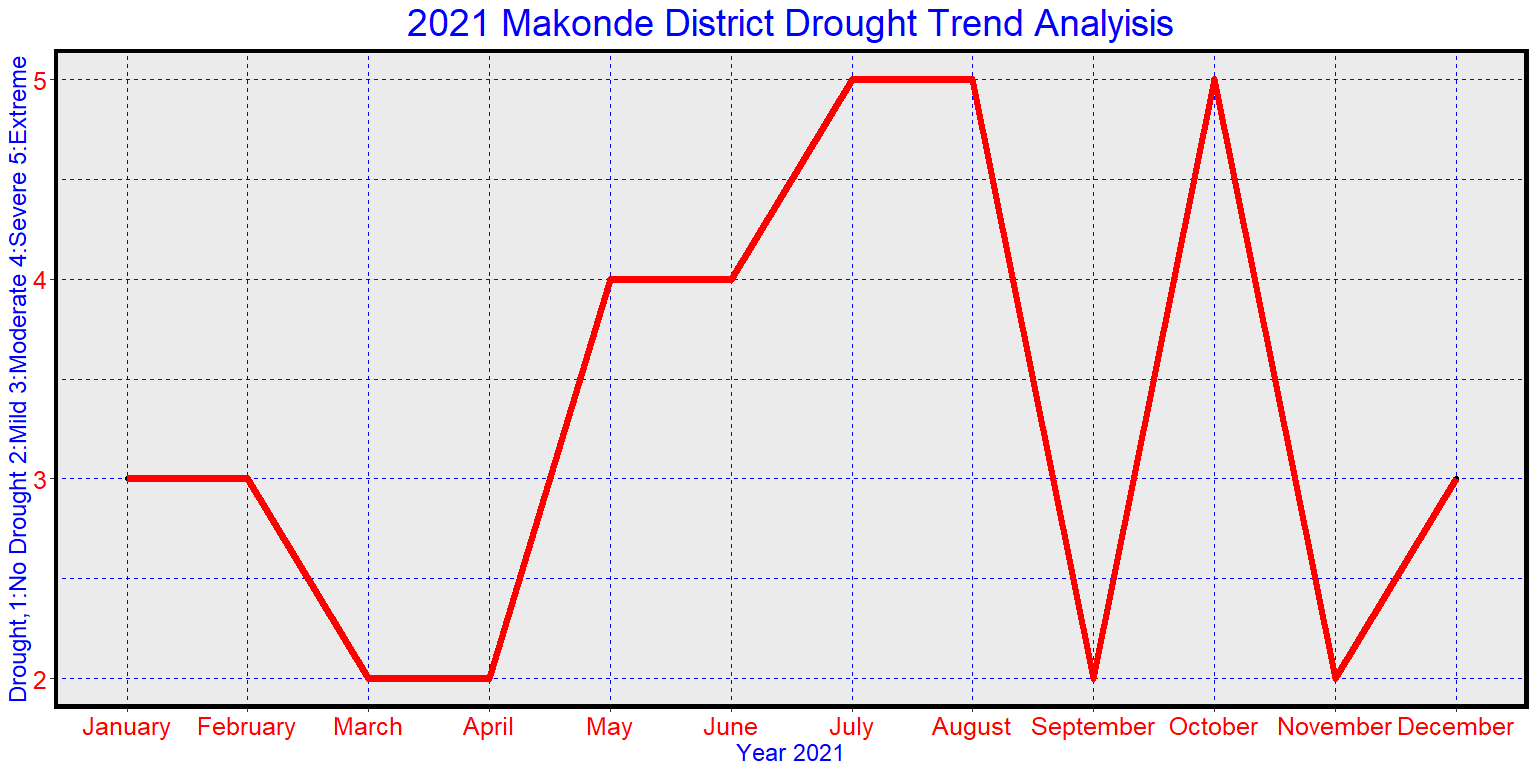 2021 Makonde District Drought Trend Analyisis
Drought,1:No Drought 2:Mild 3:Moderate 4:Severe 5:Extreme
5
4
3
2
January February March April May June July August September October November December
Year 2021